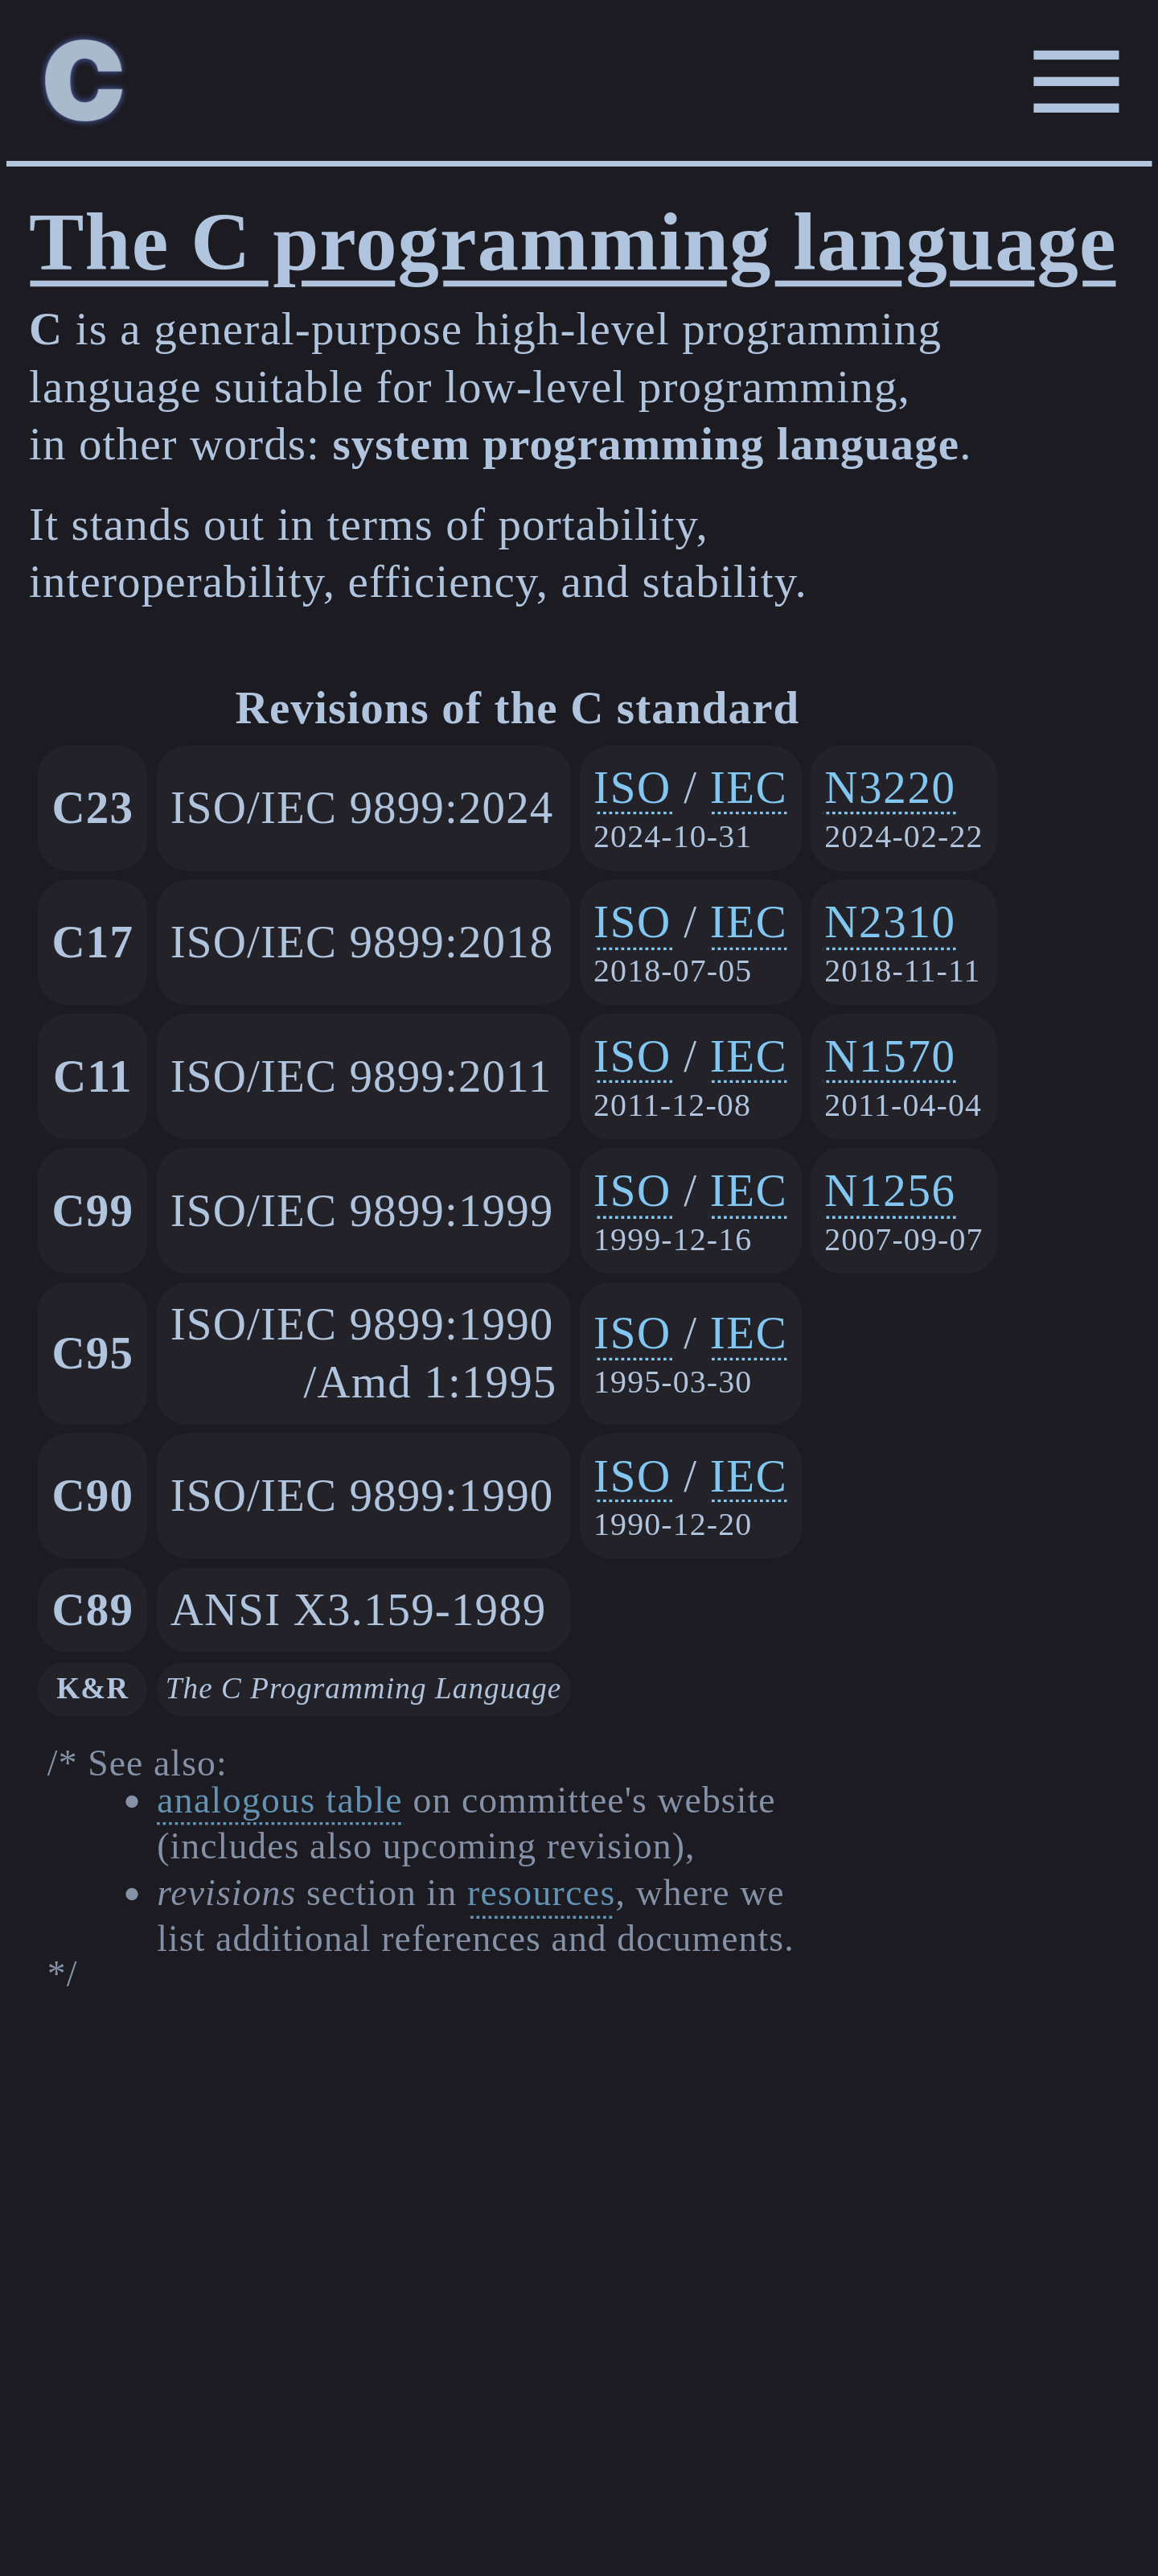 C
The C programming language
C is a general-purpose high-level programming
language suitable for low-level programming,
in other words: system programming language.
It stands out in terms of portability,
interoperability, efficiency, and stability.
Revisions of the C standard
C23 ISO/IEC 9899:2024 ISO / IEC 2024-10-31 N3220 2024-02-22
C17 ISO/IEC 9899:2018 ISO / IEC 2018-07-05 N2310 2018-11-11
C11 ISO/IEC 9899:2011 ISO / IEC 2011-12-08 N1570 2011-04-04
C99 ISO/IEC 9899:1999 ISO / IEC 1999-12-16 N1256 2007-09-07
C95 ISO/IEC 9899:1990 /Amd 1:1995 ISO / IEC 1995-03-30
C90 ISO/IEC 9899:1990 ISO / IEC 1990-12-20
C89 ANSI X3.159-1989
K&R The C Programming Language
/* See also:
• analogous table on committee's website
(includes also upcoming revision),
• revisions section in resources, where we
list additional references and documents.
*/